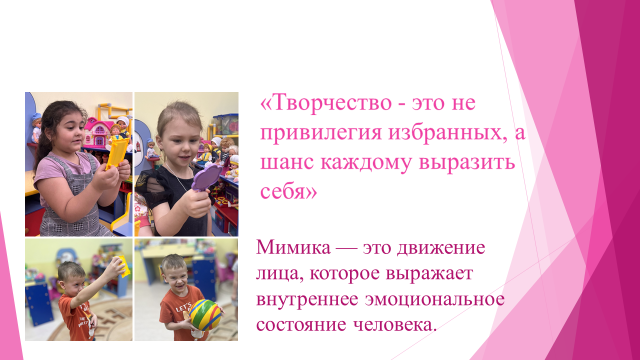 «Творчество - это не
привилегия избранных, а
шанс каждому выразить
себя»
Мимика — это движение
лица, которое выражает
внутреннее эмоциональное
состояние человека.